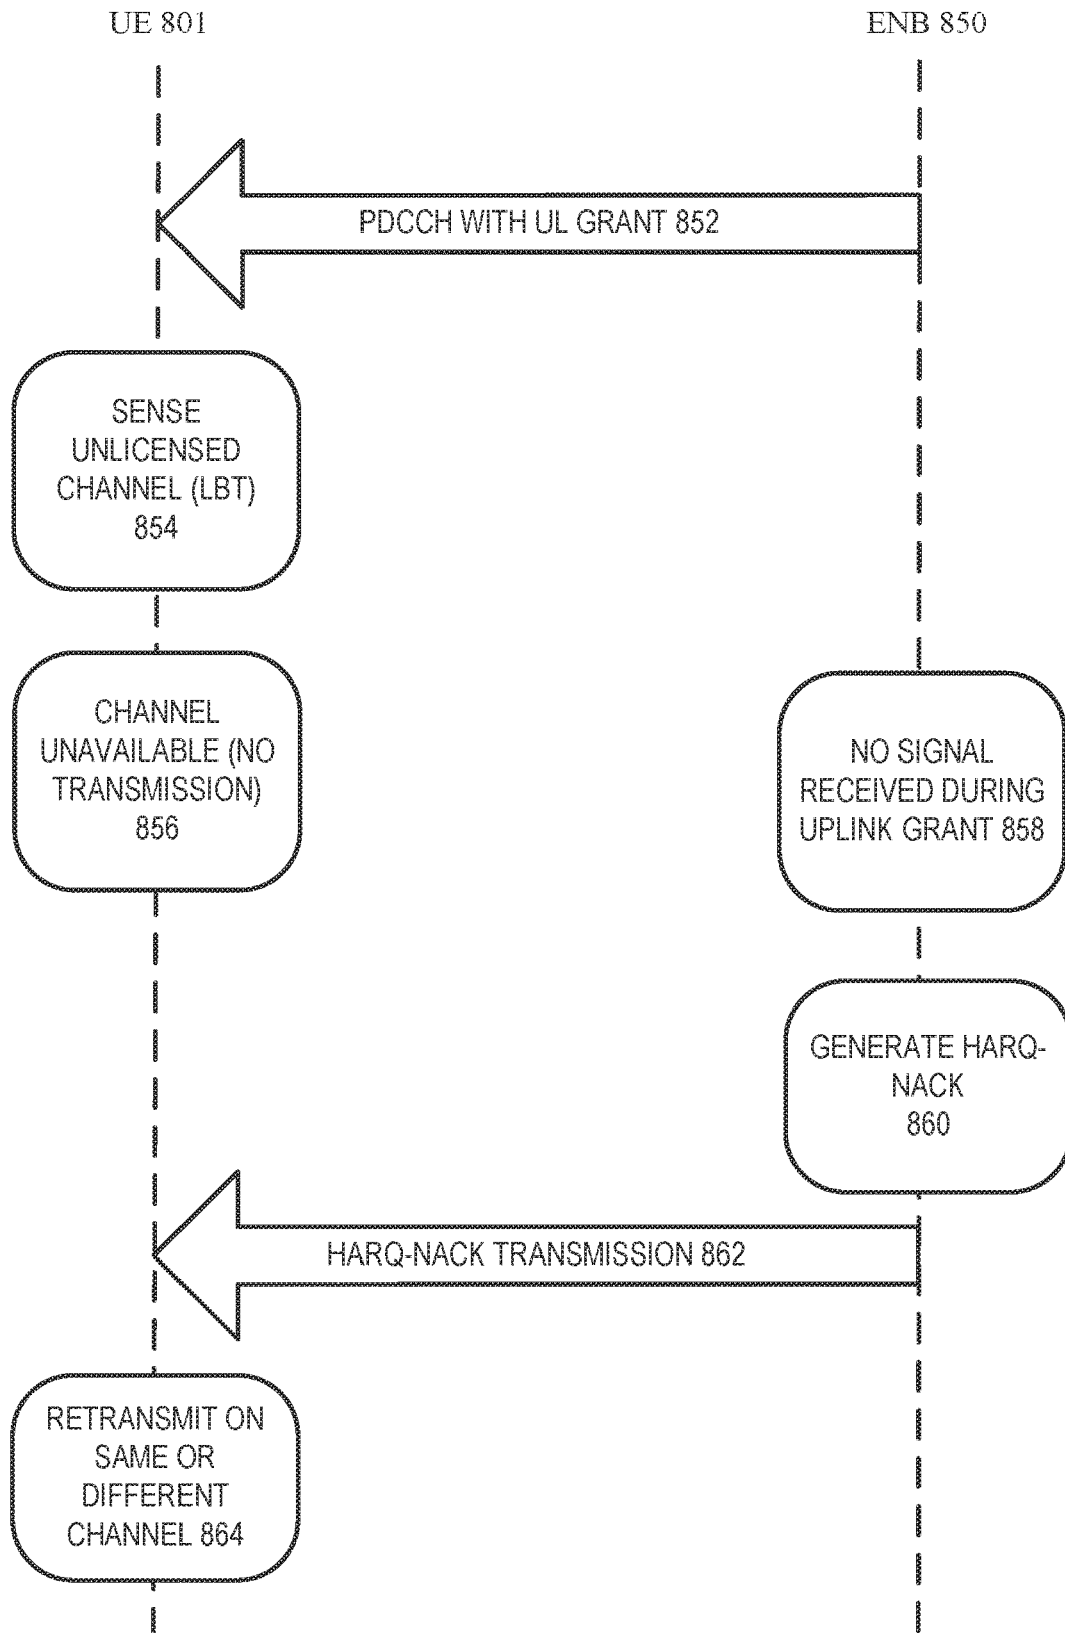 UE 801
ENB 850
PDCCH WITH UL GRANT 852
SENSE
UNLICENSED
CHANNEL (LBT)
854
CHANNEL
UNAVAILABLE (NO
TRANSMISSION)
856
NO SIGNAL
RECEIVED DURING
UPLINK GRANT 858
GENERATE HARQ-
NACK
860
HARQ-NACK TRANSMISSION 862
RETRANSMIT ON
SAME OR
DIFFERENT
CHANNEL 864